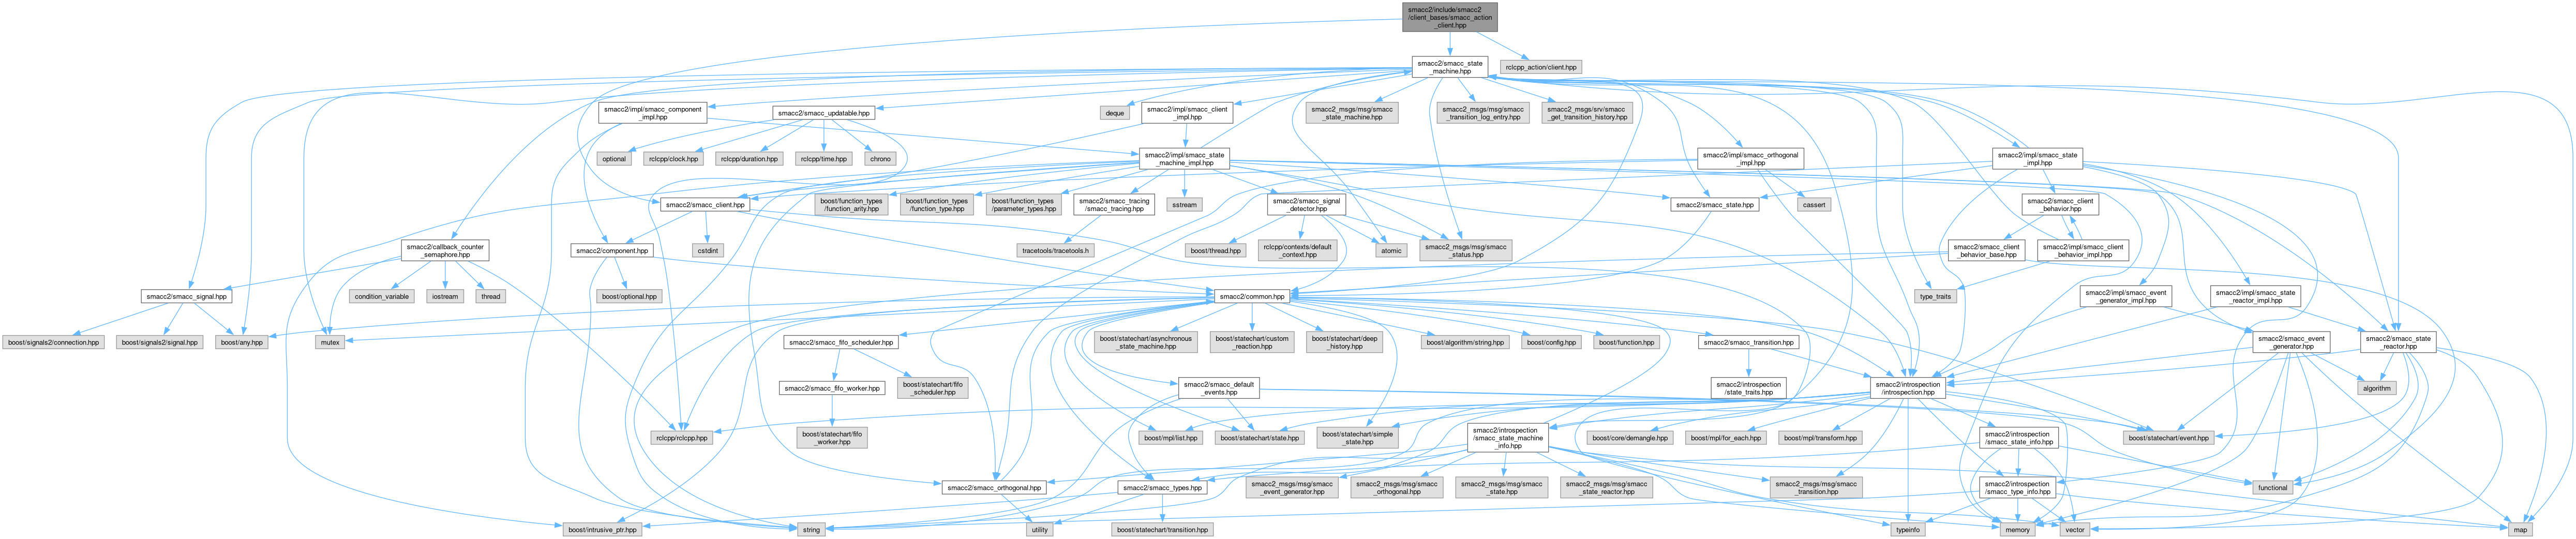 smacc2/include/smacc2
/client_bases/smacc_action
_client.hpp
smacc2/smacc_state
_machine.hpp
rclcpp_action/client.hpp
smacc2/impl/smacc_component
_impl.hpp
smacc2/smacc_updatable.hpp
deque
smacc2/impl/smacc_client
_impl.hpp
smacc2_msgs/msg/smacc
_state_machine.hpp
smacc2_msgs/msg/smacc
_transition_log_entry.hpp
smacc2_msgs/srv/smacc
_get_transition_history.hpp
optional
rclcpp/clock.hpp
rclcpp/duration.hpp
rclcpp/time.hpp
chrono
smacc2/impl/smacc_state
_machine_impl.hpp
smacc2/impl/smacc_orthogonal
_impl.hpp
smacc2/impl/smacc_state
_impl.hpp
smacc2/smacc_client.hpp
boost/function_types
/function_arity.hpp
boost/function_types
/function_type.hpp
boost/function_types
/parameter_types.hpp
smacc2/smacc_tracing
/smacc_tracing.hpp
sstream
smacc2/smacc_signal
_detector.hpp
smacc2/smacc_state.hpp
cassert
smacc2/smacc_client
_behavior.hpp
smacc2/callback_counter
_semaphore.hpp
smacc2/component.hpp
cstdint
tracetools/tracetools.h
boost/thread.hpp
rclcpp/contexts/default
_context.hpp
atomic
smacc2_msgs/msg/smacc
_status.hpp
smacc2/smacc_client
_behavior_base.hpp
smacc2/impl/smacc_client
_behavior_impl.hpp
smacc2/smacc_signal.hpp
condition_variable
iostream
thread
boost/optional.hpp
smacc2/common.hpp
type_traits
smacc2/impl/smacc_event
_generator_impl.hpp
smacc2/impl/smacc_state
_reactor_impl.hpp
boost/signals2/connection.hpp
boost/signals2/signal.hpp
boost/any.hpp
mutex
smacc2/smacc_fifo_scheduler.hpp
boost/statechart/asynchronous
_state_machine.hpp
boost/statechart/custom
_reaction.hpp
boost/statechart/deep
_history.hpp
boost/algorithm/string.hpp
boost/config.hpp
boost/function.hpp
smacc2/smacc_transition.hpp
smacc2/smacc_event
_generator.hpp
smacc2/smacc_state
_reactor.hpp
smacc2/smacc_fifo_worker.hpp
boost/statechart/fifo
_scheduler.hpp
smacc2/smacc_default
_events.hpp
smacc2/introspection
/state_traits.hpp
smacc2/introspection
/introspection.hpp
algorithm
rclcpp/rclcpp.hpp
boost/statechart/fifo
_worker.hpp
boost/mpl/list.hpp
boost/statechart/state.hpp
boost/statechart/simple
_state.hpp
smacc2/introspection
/smacc_state_machine
_info.hpp
boost/core/demangle.hpp
boost/mpl/for_each.hpp
boost/mpl/transform.hpp
smacc2/introspection
/smacc_state_info.hpp
boost/statechart/event.hpp
smacc2/smacc_orthogonal.hpp
smacc2/smacc_types.hpp
smacc2_msgs/msg/smacc
_event_generator.hpp
smacc2_msgs/msg/smacc
_orthogonal.hpp
smacc2_msgs/msg/smacc
_state.hpp
smacc2_msgs/msg/smacc
_state_reactor.hpp
smacc2_msgs/msg/smacc
_transition.hpp
smacc2/introspection
/smacc_type_info.hpp
functional
boost/intrusive_ptr.hpp
string
utility
boost/statechart/transition.hpp
typeinfo
memory
vector
map